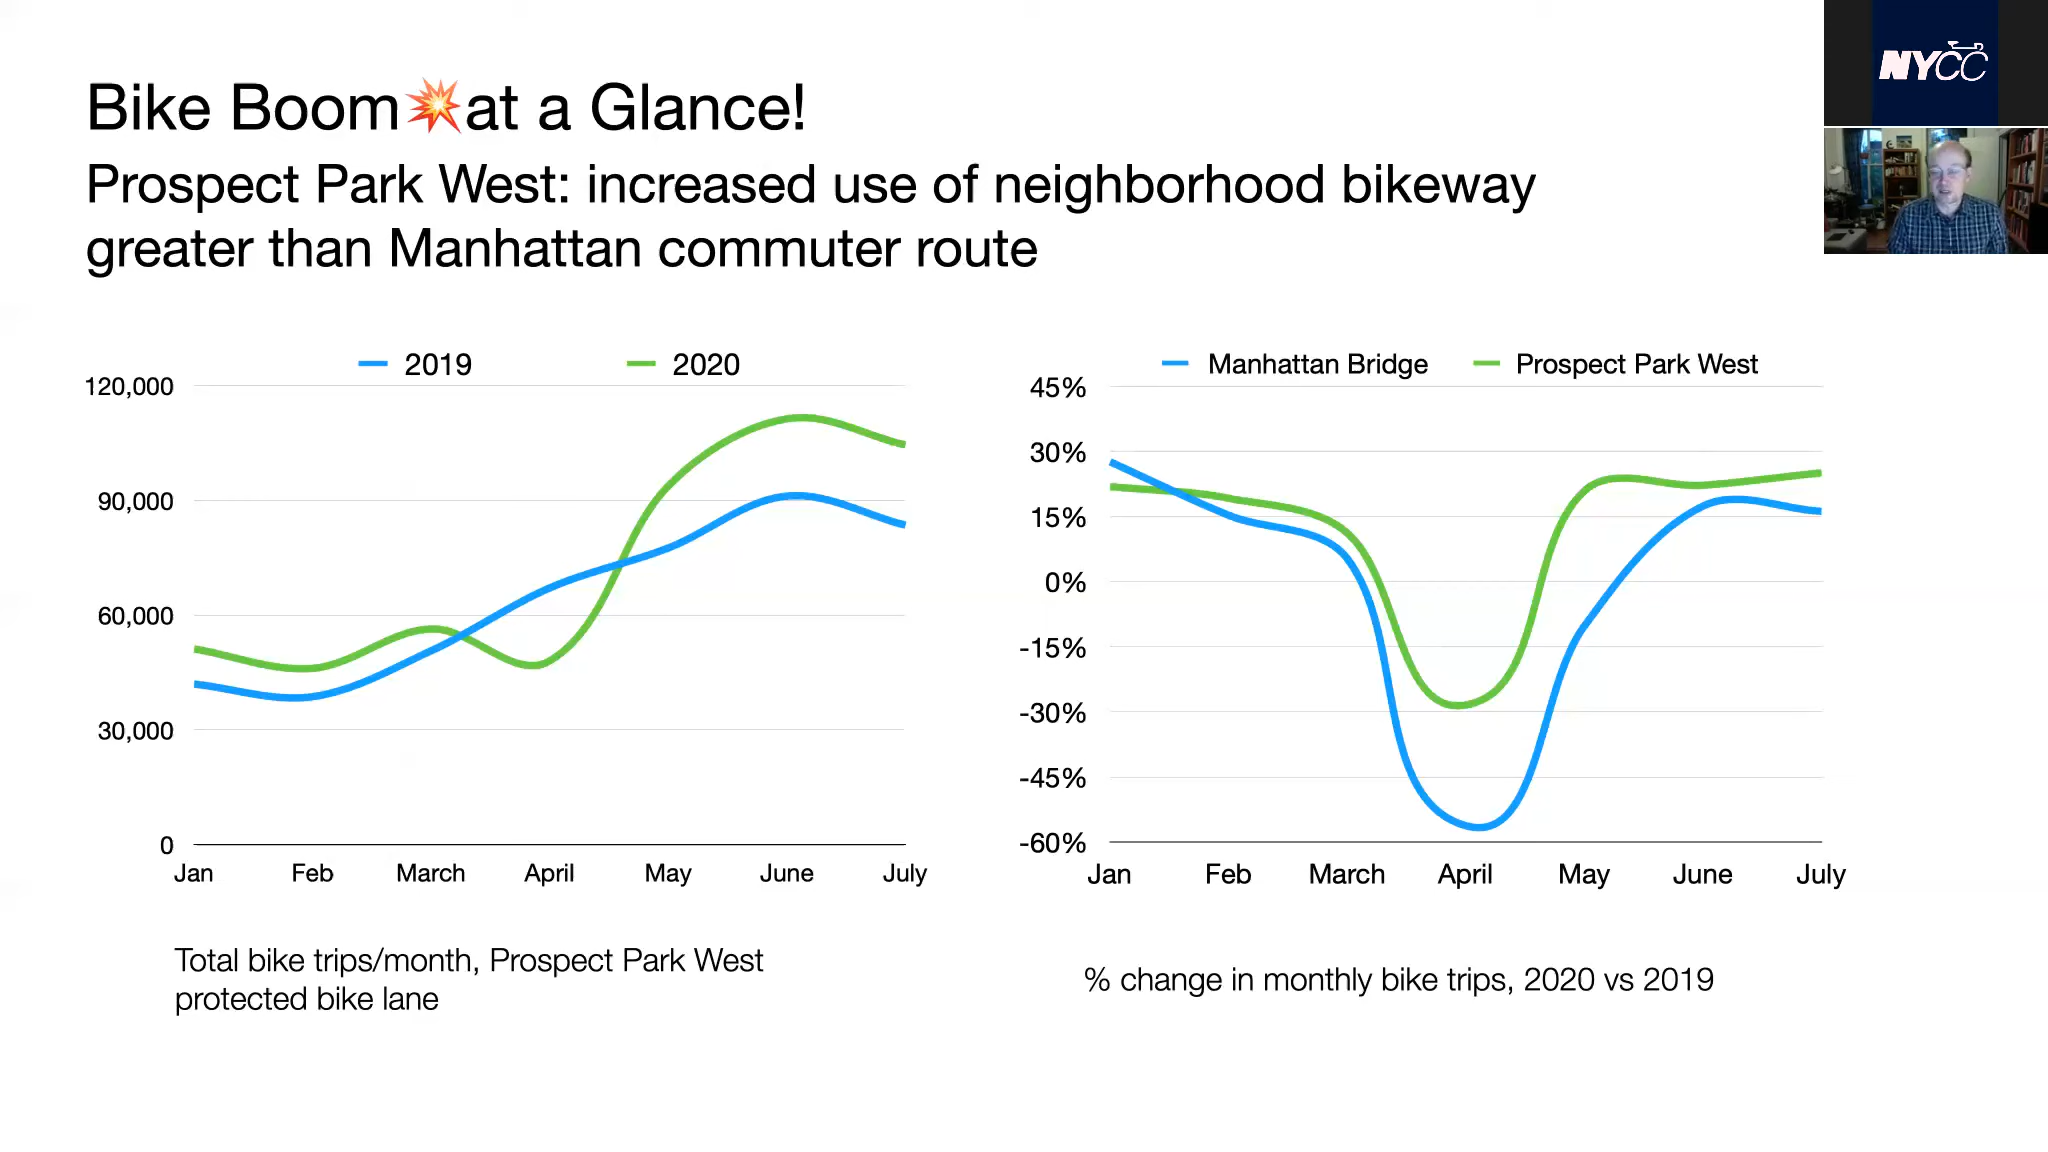 NYCC
Bike Boom💥at a Glance!
Prospect Park West: increased use of neighborhood bikeway
greater than Manhattan commuter route
2019 2020
120,000
90,000
60,000
30,000
0
Jan Feb March April May June July
Total bike trips/month, Prospect Park West
protected bike lane
Manhattan Bridge Prospect Park West
45%
30%
15%
0%
-15%
-30%
-45%
-60%
Jan Feb March April May June July
% change in monthly bike trips, 2020 vs 2019